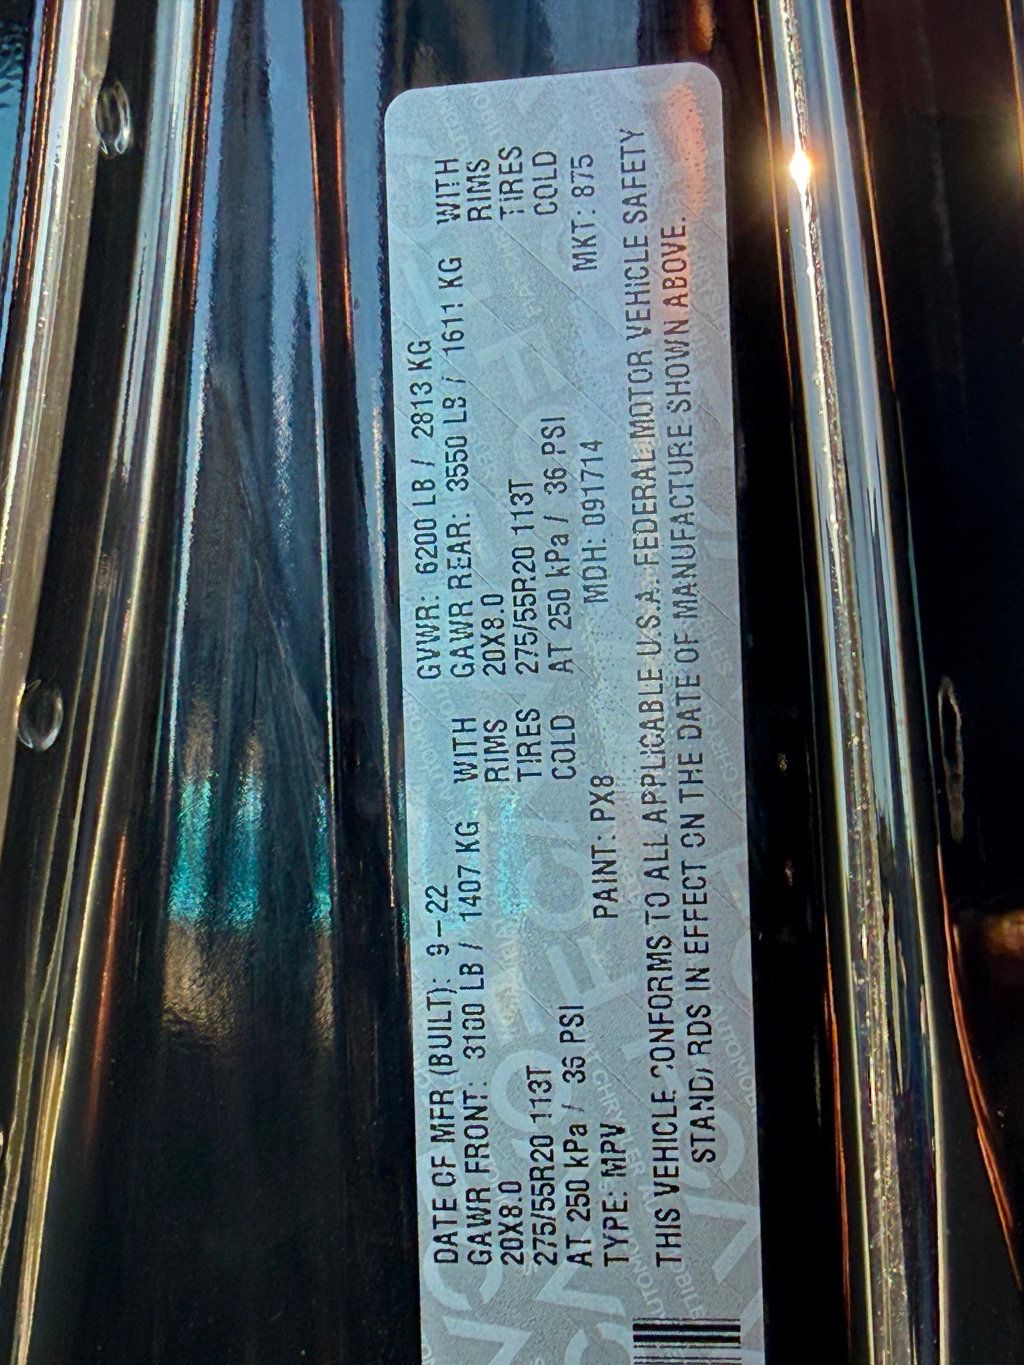 DATE OF MFR (BUILT): 9-22 GVWR: 6200 LB / 2813 KG
GAWR FRONT: 3100 LB / 1407 KG WITH GAWR REAR: 3550 LB / 1611 KG WITH
20X8.0 RIMS 20X8.0 RIMS
275/55R20 113T TIRES 275/55R20 113T TIRES
AT 250 kPa / 36 PSI COLD AT 250 kPa / 36 PSI COLD
TYPE: MPV PAINT: PX8 MDH: 091714 MKT: 875
THIS VEHICLE CONFORMS TO ALL APPLICABLE U.S.A. FEDERAL MOTOR VEHICLE SAFETY
STANDARDS IN EFFECT ON THE DATE OF MANUFACTURE SHOWN ABOVE.